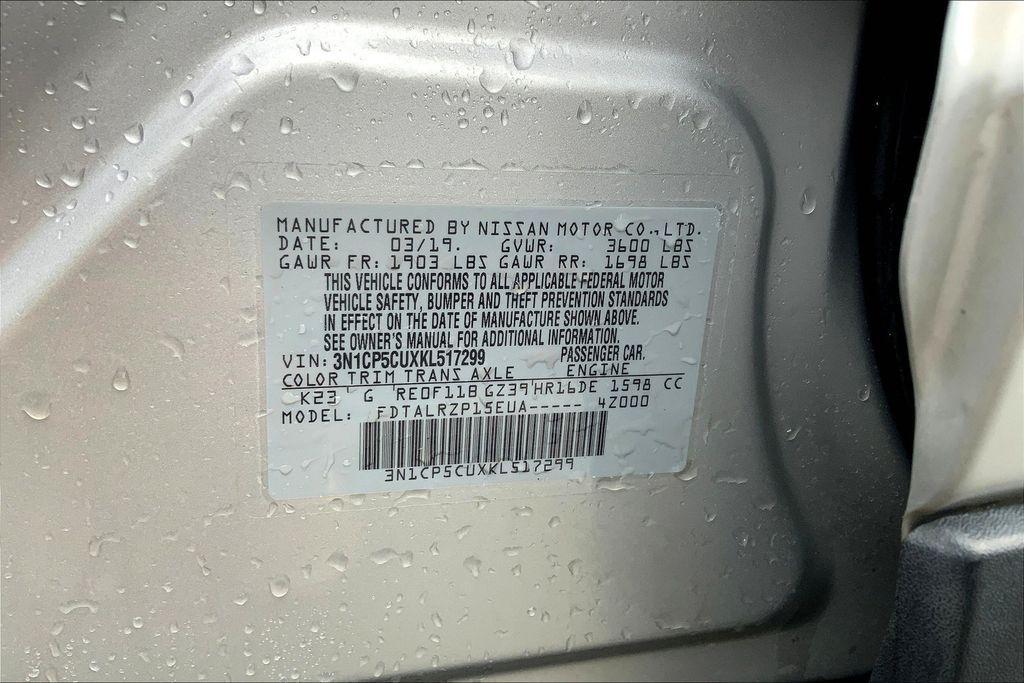 MANUFACTURED BY NISSAN MOTOR CO., LTD.
DATE: 03/19. GVWR: 3600 LBS
GAWR FR: 1903 LBS GAWR RR: 1698 LBS
THIS VEHICLE CONFORMS TO ALL APPLICABLE FEDERAL MOTOR
VEHICLE SAFETY, BUMPER AND THEFT PREVENTION STANDARDS
IN EFFECT ON THE DATE OF MANUFACTURE SHOWN ABOVE.
SEE OWNER'S MANUAL FOR ADDITIONAL INFORMATION.
VIN: 3N1CP5CUXKL517299 PASSENGER CAR.
COLOR TRIM TRANS AXLE ENGINE
K23 G RE0F11B GZ39 HR16DE 1598 CC
MODEL: FDTALRZP15EUA----- 4Z000
3N1CP5CUXKL517299